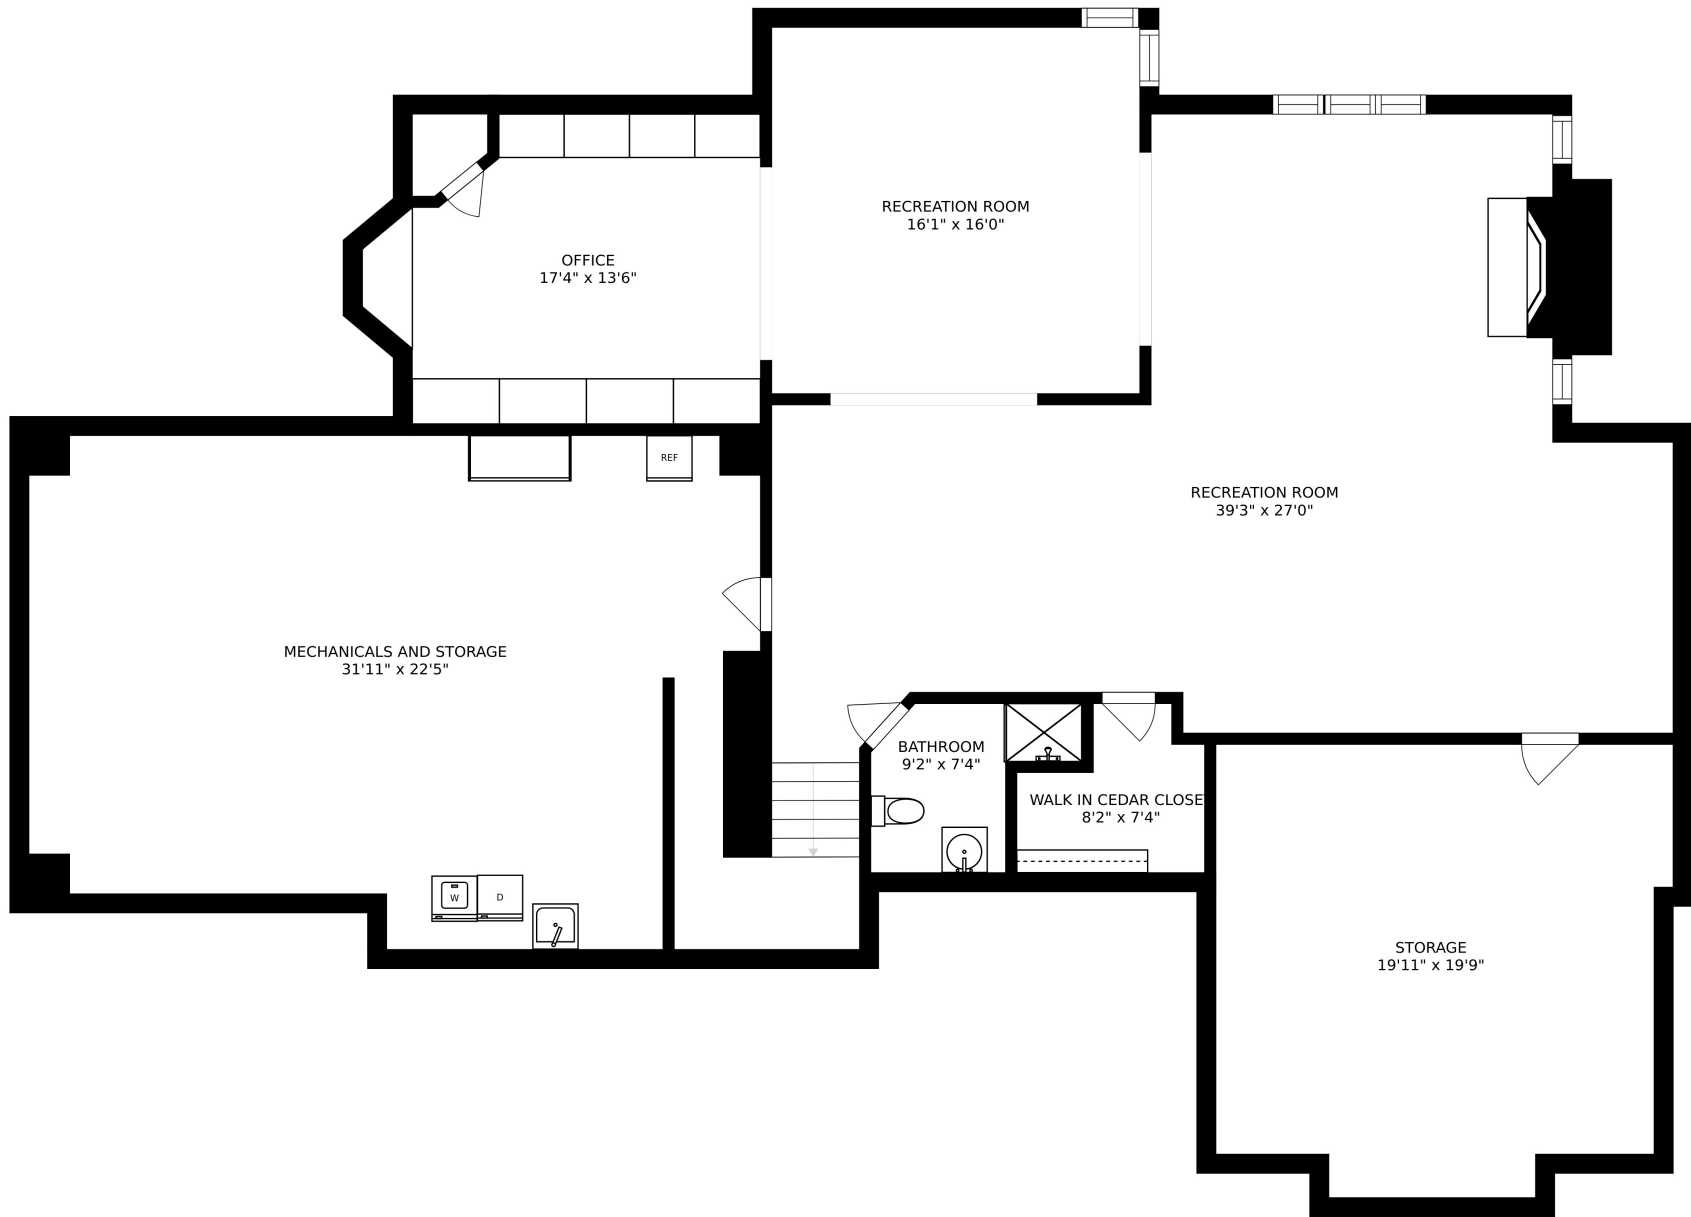 RECREATION ROOM
16'1" x 16'0"
OFFICE
17'4" x 13'6"
REF
RECREATION ROOM
39'3" x 27'0"
MECHANICALS AND STORAGE
31'11" x 22'5"
BATHROOM
9'2" x 7'4"
WALK IN CEDAR CLOSE
8'2" x 7'4"
W
D
STORAGE
19'11" x 19'9"